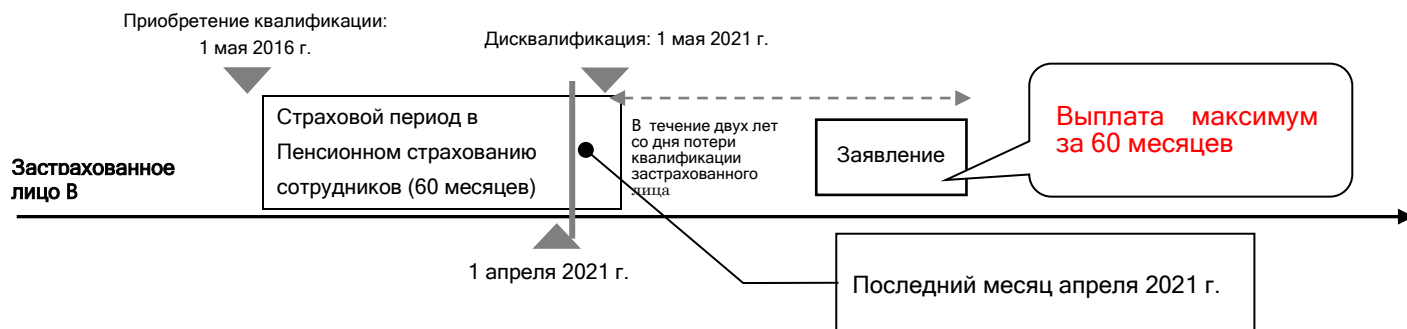 Приобретение квалификации:
1 мая 2016 г.
Дисквалификация: 1 мая 2021 г.
Страховой период в
Пенсионном страхованию
сотрудников (60 месяцев)
В течение двух лет
со дня потери
квалификации
застрахованного
лица
Заявление
Выплата максимум
за 60 месяцев
Застрахованное
лицо B
1 апреля 2021 г.
Последний месяц апреля 2021 г.